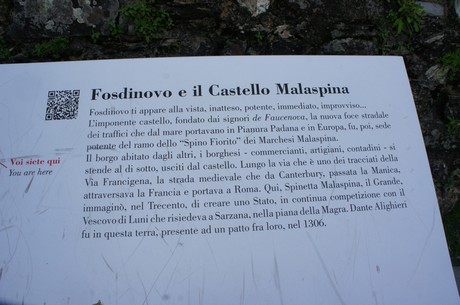 Fosdinovo e il Castello Malaspina
Fosdinovo ti appare alla vista, inatteso, potente, immediato, improvviso...
L'imponente castello, fondato dai signori de Faucenova, la nuova foce stradale
dei traffici che dal mare portavano in Pianura Padana e in Europa, fu, poi, sede
potente del ramo dello "Spino Fiorito" dei Marchesi Malaspina.
Il borgo abitato dagli altri, i borghesi - commercianti, artigiani, contadini - si
stende al di sotto, usciti dal castello. Lungo la via che è uno dei tracciati della
Via Francigena, la strada medievale che da Canterbury, passata la Manica,
attraversava la Francia e portava a Roma. Qui, Spinetta Malaspina, il Grande,
immaginò, nel Trecento, di creare uno Stato, in continua competizione con il
Vescovo di Luni che risiedeva a Sarzana, nella piana della Magra. Dante Alighieri
fu in questa terra, presente ad un patto fra loro, nel 1306.
Voi siete qui
You are here